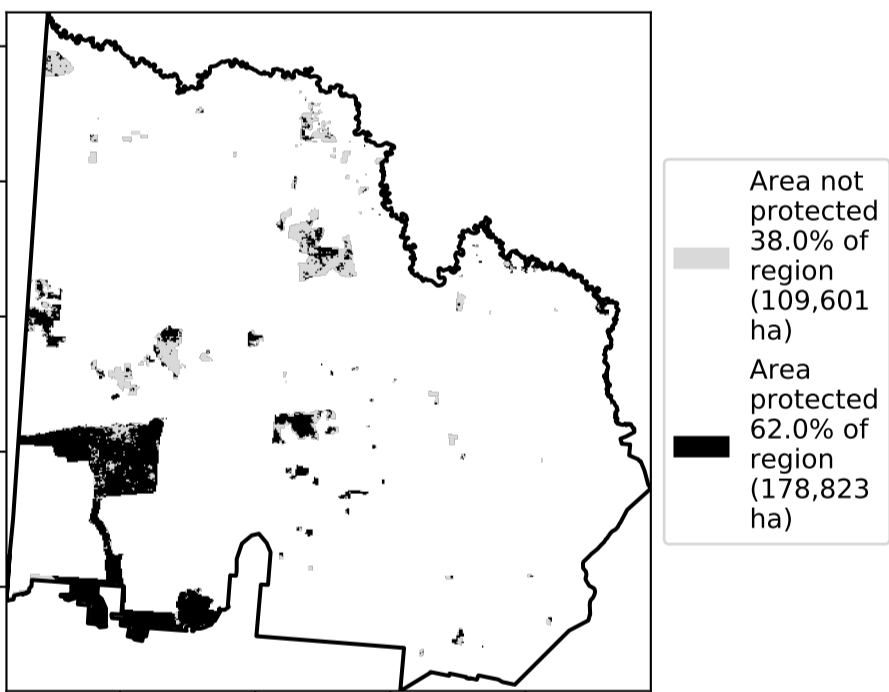 Area not
protected
38.0% of
region
(109,601
ha)
Area
protected
62.0% of
region
(178,823
ha)